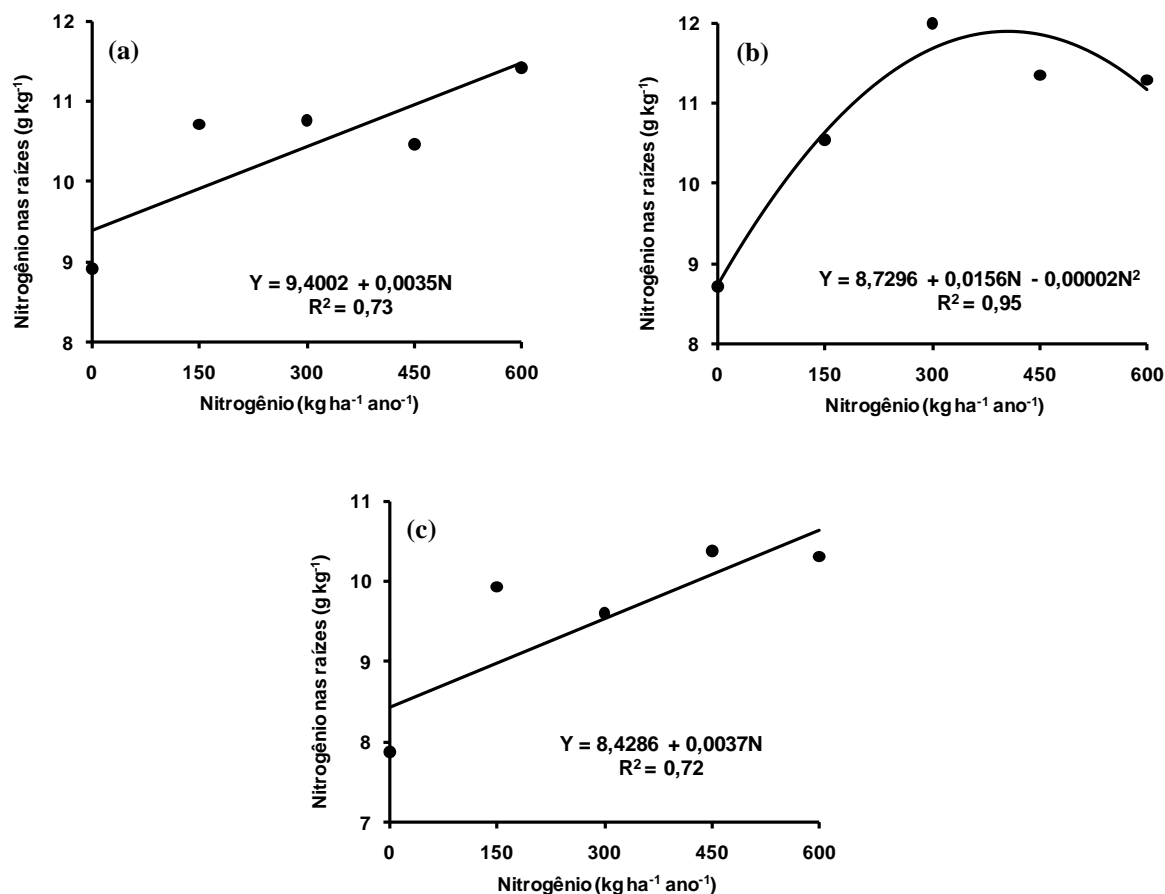 (a)
Nitrogênio nas raízes (g kg⁻¹)
12
11
10
9
8
Y = 9,4002 + 0,0035N
R² = 0,73
0 150 300 450 600
Nitrogênio (kg ha⁻¹ ano⁻¹)
(b)
Nitrogênio nas raízes (g kg⁻¹)
12
11
10
9
8
Y = 8,7296 + 0,0156N - 0,00002N²
R² = 0,95
0 150 300 450 600
Nitrogênio (kg ha⁻¹ ano⁻¹)
(c)
Nitrogênio nas raízes (g kg⁻¹)
11
10
9
8
7
Y = 8,4286 + 0,0037N
R² = 0,72
0 150 300 450 600
Nitrogênio (kg ha⁻¹ ano⁻¹)